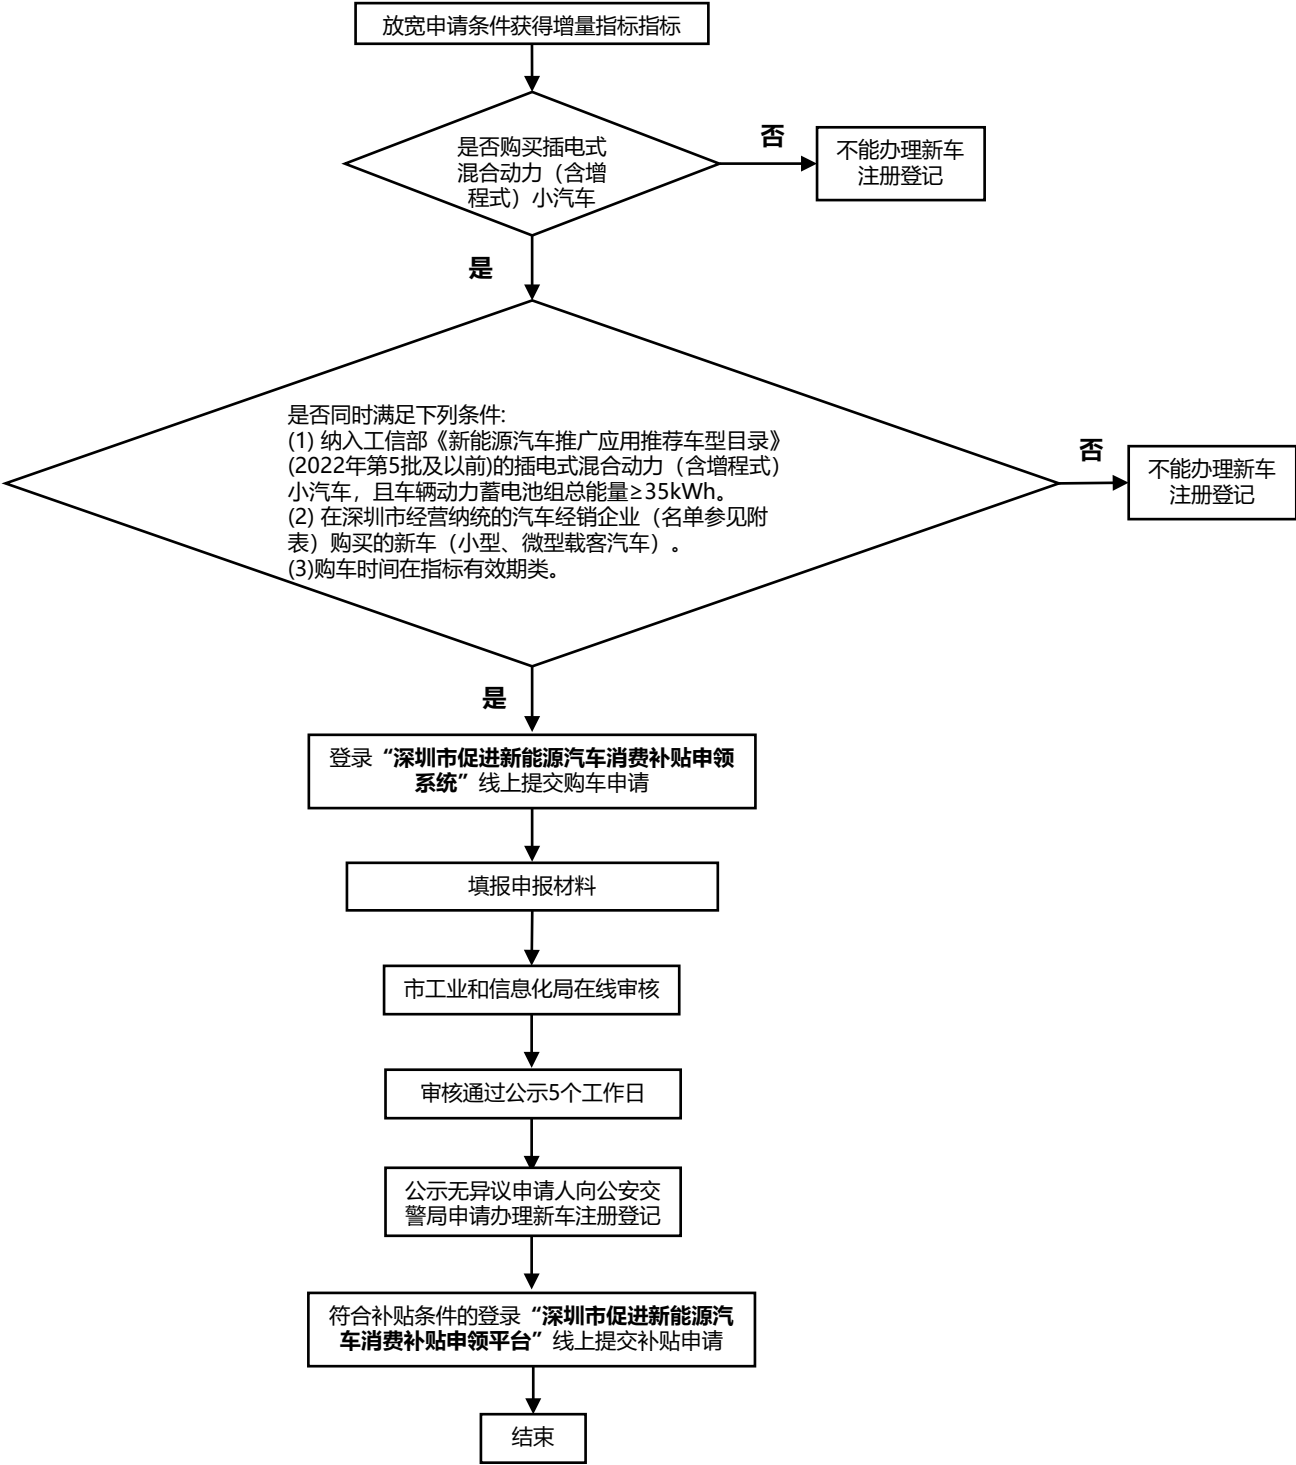 放宽申请条件获得增量指标指标
是否购买插电式
混合动力（含增
程式）小汽车
否
不能办理新车
注册登记
是
是否同时满足下列条件:
(1) 纳入工信部《新能源汽车推广应用推荐车型目录》
(2022年第5批及以前)的插电式混合动力（含增程式）
小汽车，且车辆动力蓄电池组总能量≥35kWh。
(2) 在深圳市经营纳统的汽车经销企业（名单参见附
表）购买的新车（小型、微型载客汽车）。
(3)购车时间在指标有效期类。
否
不能办理新车
注册登记
是
登录“深圳市促进新能源汽车消费补贴申领
系统”线上提交购车申请
填报申报材料
市工业和信息化局在线审核
审核通过公示5个工作日
公示无异议申请人向公安交
警局申请办理新车注册登记
符合补贴条件的登录“深圳市促进新能源汽
车消费补贴申领平台”线上提交补贴申请
结束